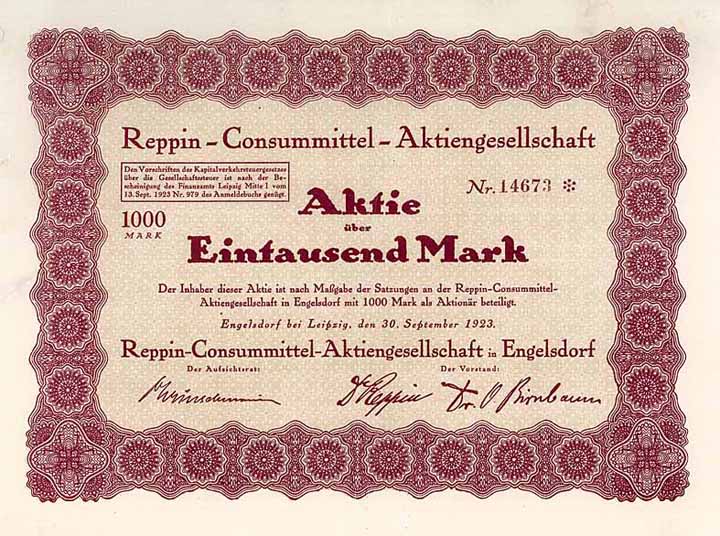 Reppin - Consummittel - Aktiengesellschaft
Den Vorschriften des Kapitalverkehrsteuergesetzes
über die Gesellschaftssteuer ist nach der Be-
scheinigung des Finanzamts Leipzig Mitte I vom
13. Sept. 1923 Nr. 979 des Anmeldebuchs genügt.
Nr. 14673 *
1000
MARK
Aktie
über
Eintausend Mark
Der Inhaber dieser Aktie ist nach Maßgabe der Satzungen an der Reppin-Consummittel-
Aktiengesellschaft in Engelsdorf mit 1000 Mark als Aktionär beteiligt.
Engelsdorf bei Leipzig, den 30. September 1923.
Reppin-Consummittel-Aktiengesellschaft in Engelsdorf
Der Aufsichtsrat:
Der Vorstand:
Dr Reppin
Dr. O. Birnbaum